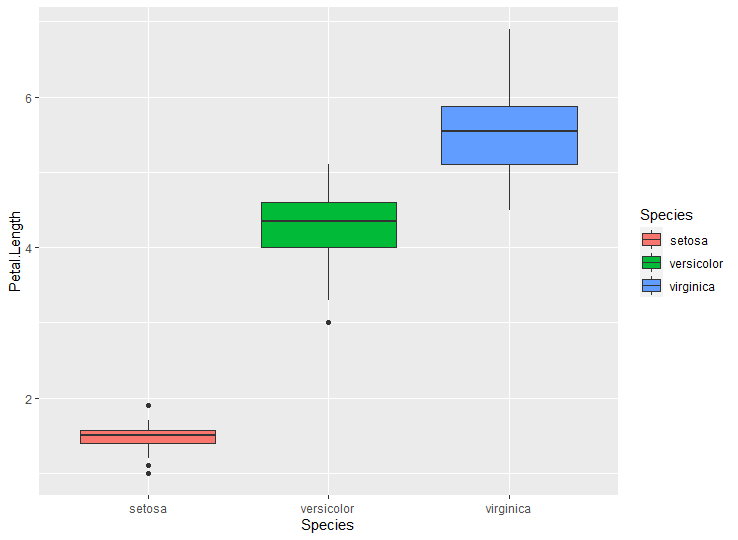 Petal.Length
6
4
2
setosa
versicolor
virginica
Species
Species
setosa
versicolor
virginica